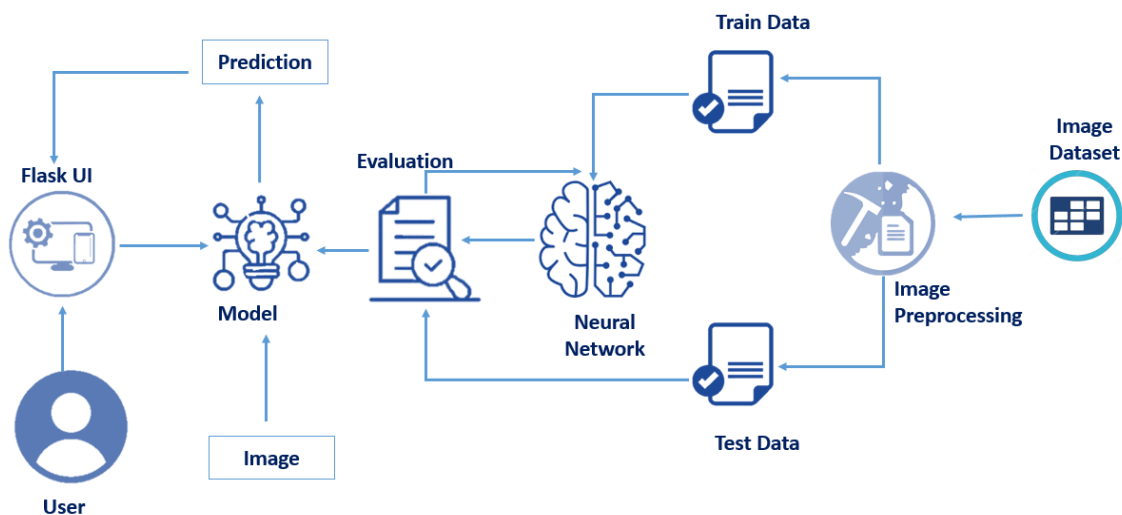 Train Data
Prediction
Image
Dataset
Evaluation
Flask UI
Image
Preprocessing
Model
Neural
Network
Test Data
Image
User